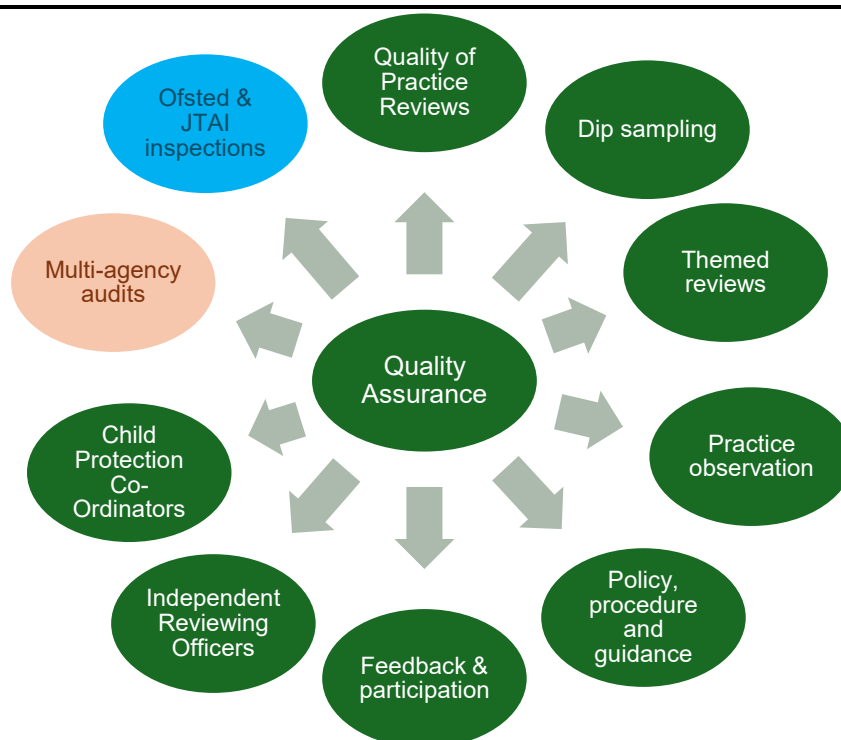 Quality of
Practice
Reviews
Dip sampling
Themed
reviews
Practice
observation
Policy,
procedure
and
guidance
Feedback &
participation
Independent
Reviewing
Officers
Child
Protection
Co-
Ordinators
Multi-agency
audits
Ofsted &
JTAI
inspections
Quality
Assurance